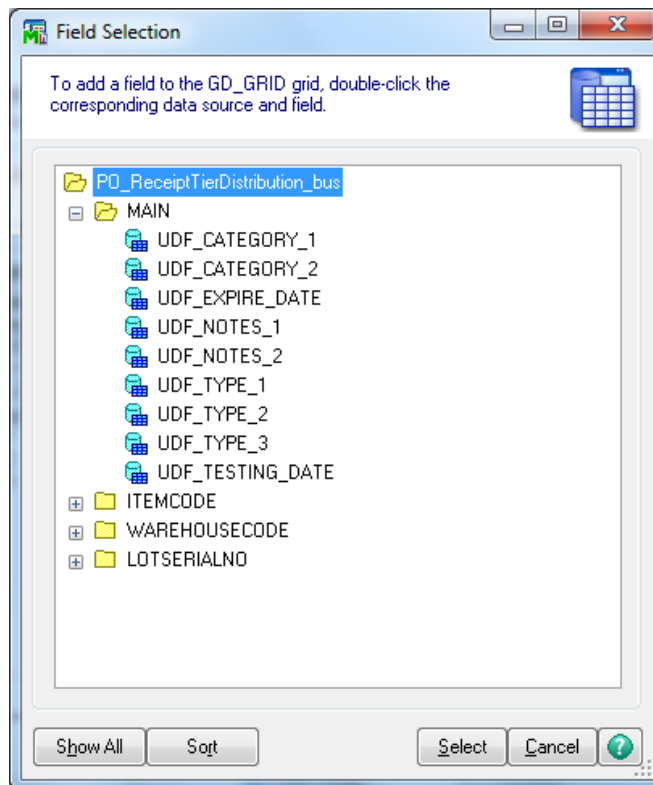 Field Selection
To add a field to the GD_GRID grid, double-click the
corresponding data source and field.
PO_ReceiptTierDistribution_bus
MAIN
UDF_CATEGORY_1
UDF_CATEGORY_2
UDF_EXPIRE_DATE
UDF_NOTES_1
UDF_NOTES_2
UDF_TYPE_1
UDF_TYPE_2
UDF_TYPE_3
UDF_TESTING_DATE
ITEMCODE
WAREHOUSECODE
LOTSERIALNO
Show All Sort Select Cancel ?